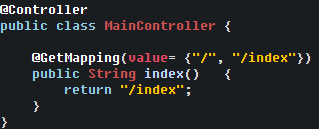 @Controller
public class MainController {
@GetMapping(value= {"/", "/index"})
public String index()   {
return "/index";
}
}